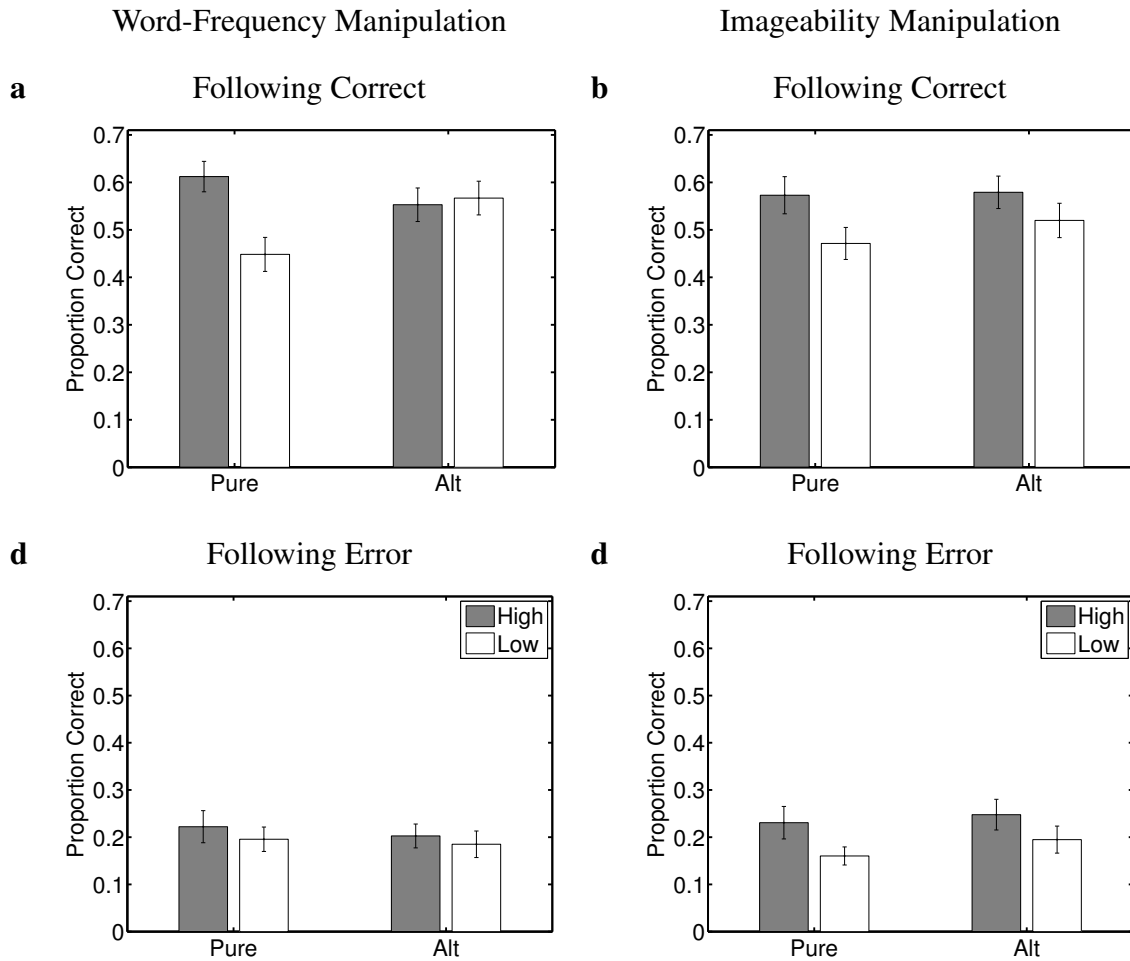 Word-Frequency Manipulation
Imageability Manipulation
a
Following Correct
0.7
0.6
0.5
0.4
0.3
0.2
0.1
0
Proportion Correct
Pure
Alt
b
Following Correct
0.7
0.6
0.5
0.4
0.3
0.2
0.1
0
Proportion Correct
Pure
Alt
d
Following Error
0.7
0.6
0.5
0.4
0.3
0.2
0.1
0
Proportion Correct
High
Low
Pure
Alt
d
Following Error
0.7
0.6
0.5
0.4
0.3
0.2
0.1
0
Proportion Correct
High
Low
Pure
Alt